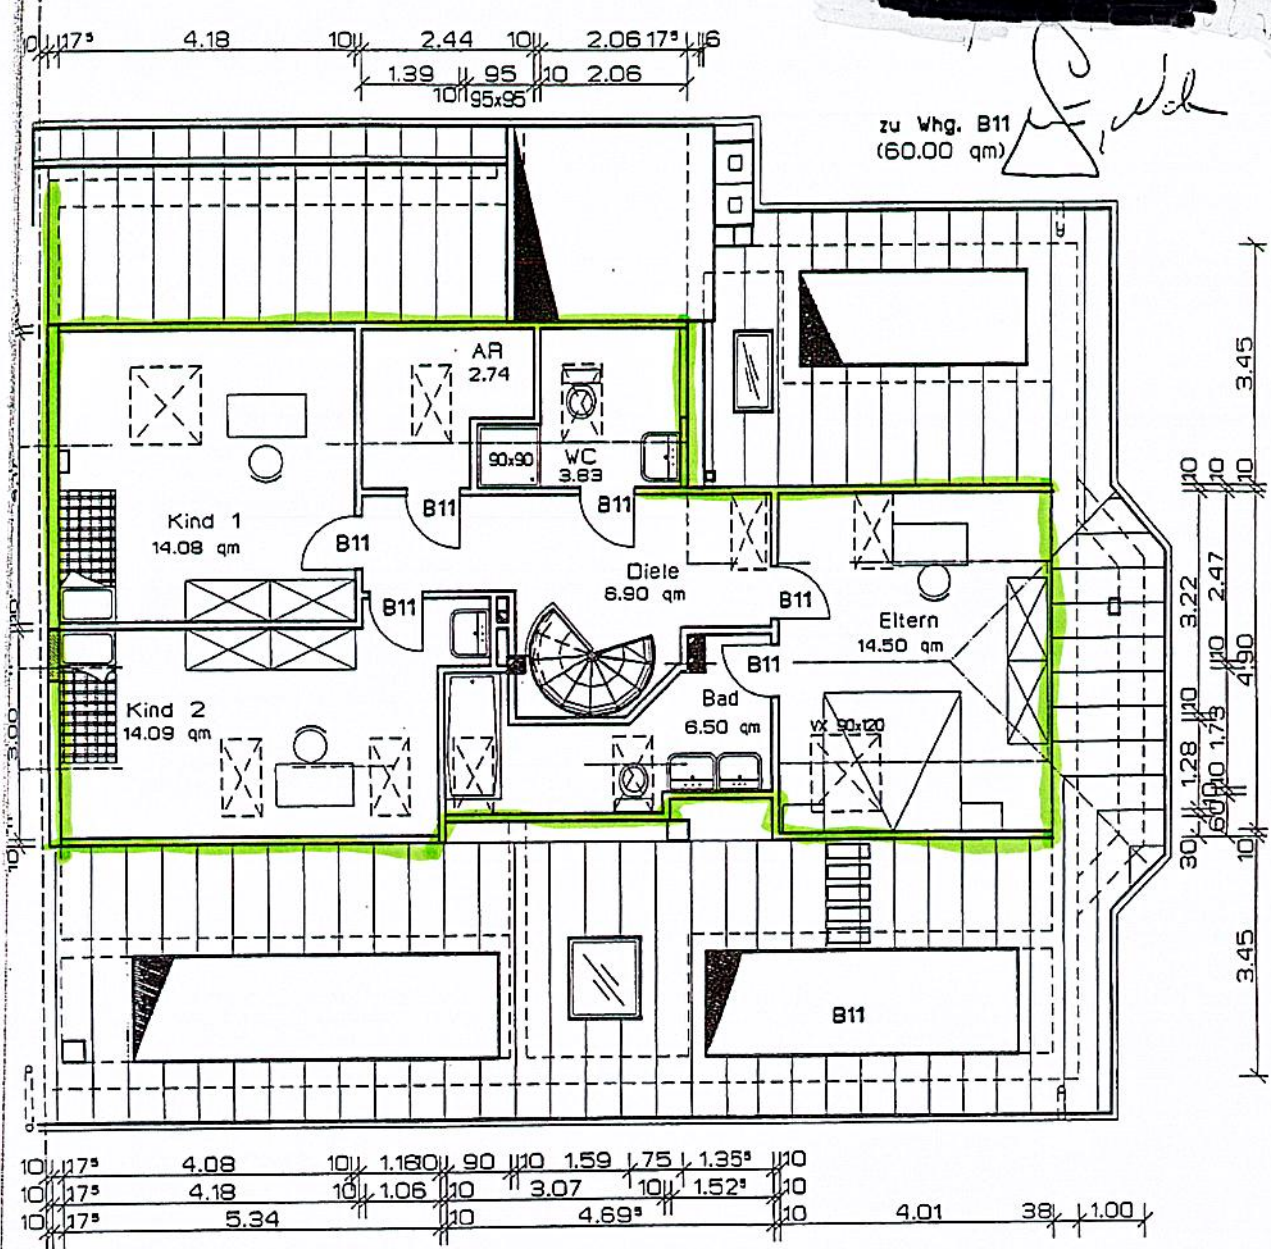 10 17⁵ 4.18 10 2.44 10 2.06 17⁵ 6
1.39 95 10 2.06
10 95x95
zu Whg. B11
(60.00 qm)
AR
2.74
90x90
WC
3.83
B11
B11
Kind 1
14.08 qm
B11
Diele
6.90 qm
B11
B11
Eltern
14.50 qm
B11
Kind 2
14.09 qm
Bad
6.50 qm
90x120
B11
3.45
10 10 10
3.22 2.47
10 4.90
10 1.73
1.28 10
60
30 10
3.45
3.00
10
10 17⁵ 4.08 10 1.16 10 90 10 1.59 75 1.35⁵ 10
10 17⁵ 4.18 10 1.06 10 3.07 10 1.52⁵ 10
10 17⁵ 5.34 10 4.69⁵ 10 4.01 38 1.00